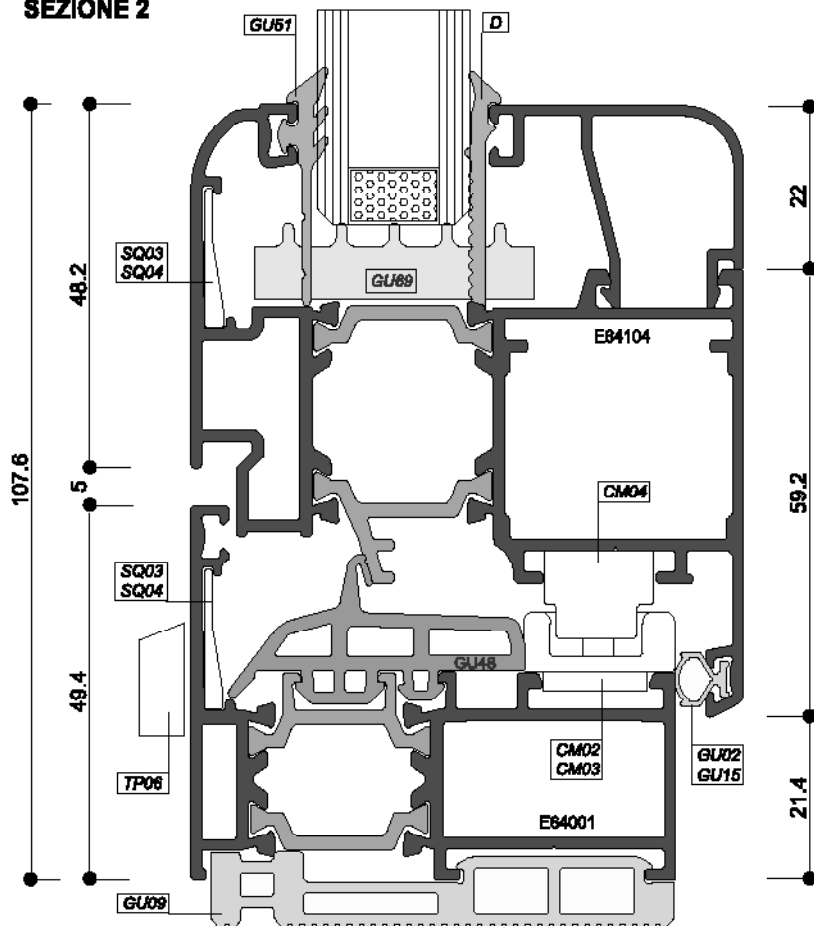 SEZIONE 2
GU51
D
22
SQ03
SQ04
48.2
GU69
E64104
107.6
5
CM04
59.2
SQ03
SQ04
GU48
49.4
TP06
CM02
CM03
GU02
GU15
21.4
E64001
GU09